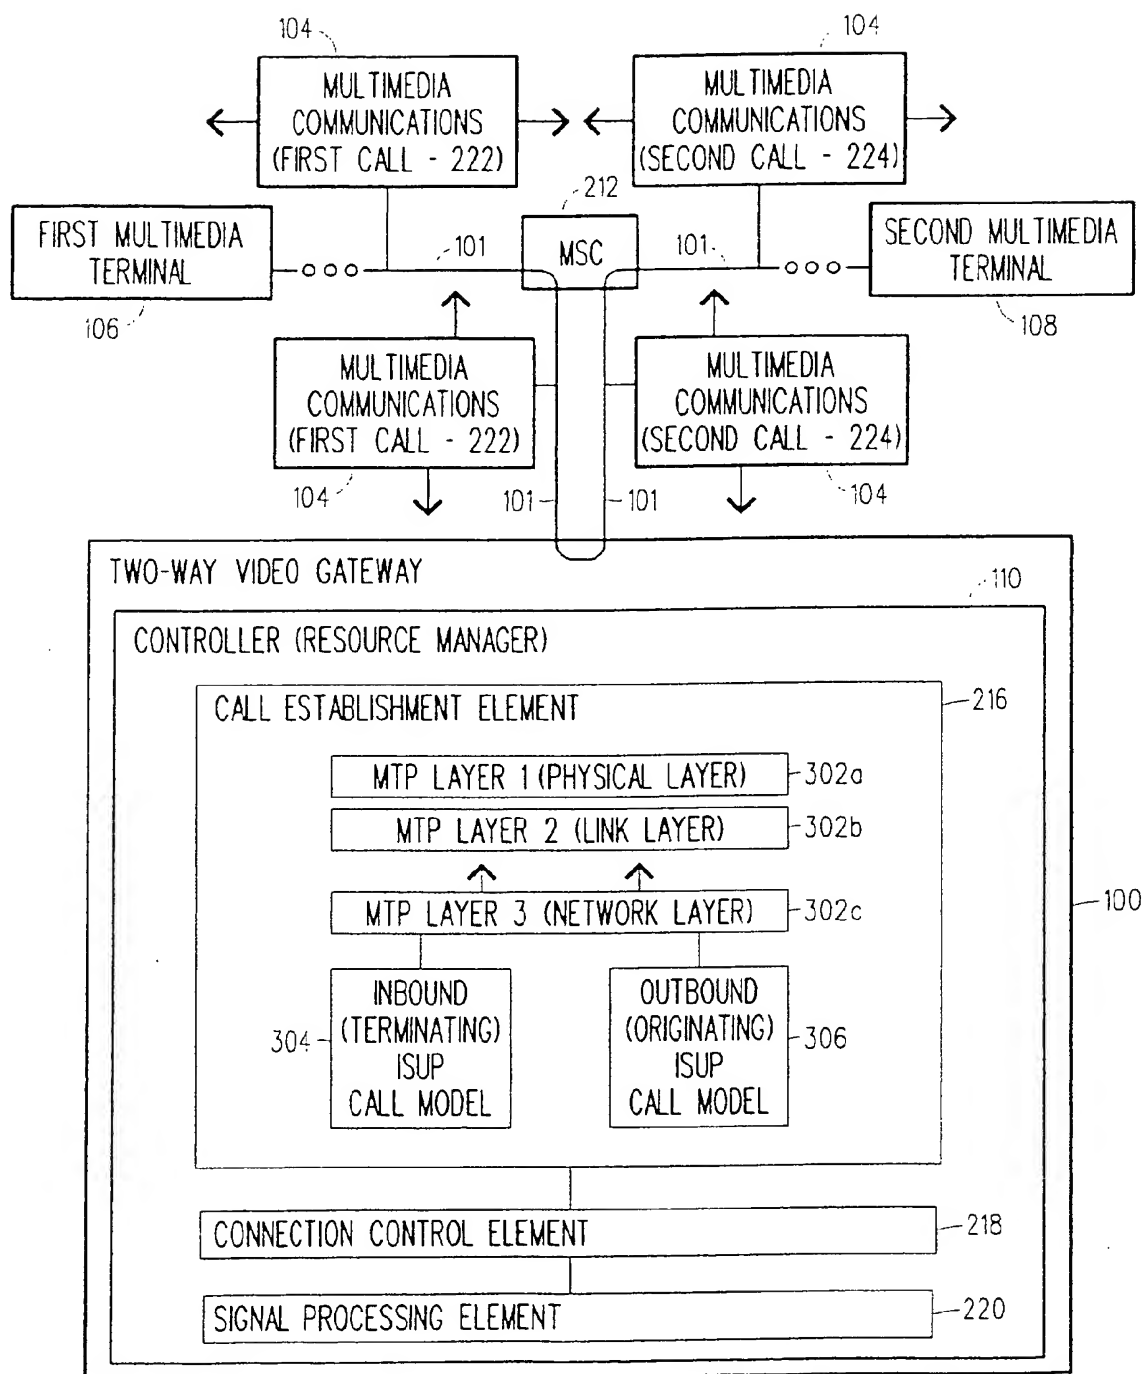 104
104
MULTIMEDIA
COMMUNICATIONS
(FIRST CALL - 222)
MULTIMEDIA
COMMUNICATIONS
(SECOND CALL - 224)
212
FIRST MULTIMEDIA
TERMINAL
101
MSC
101
SECOND MULTIMEDIA
TERMINAL
106
108
MULTIMEDIA
COMMUNICATIONS
(FIRST CALL - 222)
MULTIMEDIA
COMMUNICATIONS
(SECOND CALL - 224)
104
101
101
104
TWO-WAY VIDEO GATEWAY
110
CONTROLLER (RESOURCE MANAGER)
CALL ESTABLISHMENT ELEMENT
216
MTP LAYER 1 (PHYSICAL LAYER)
302a
MTP LAYER 2 (LINK LAYER)
302b
MTP LAYER 3 (NETWORK LAYER)
302c
100
INBOUND
(TERMINATING)
ISUP
CALL MODEL
304
OUTBOUND
(ORIGINATING)
ISUP
CALL MODEL
306
CONNECTION CONTROL ELEMENT
218
SIGNAL PROCESSING ELEMENT
220